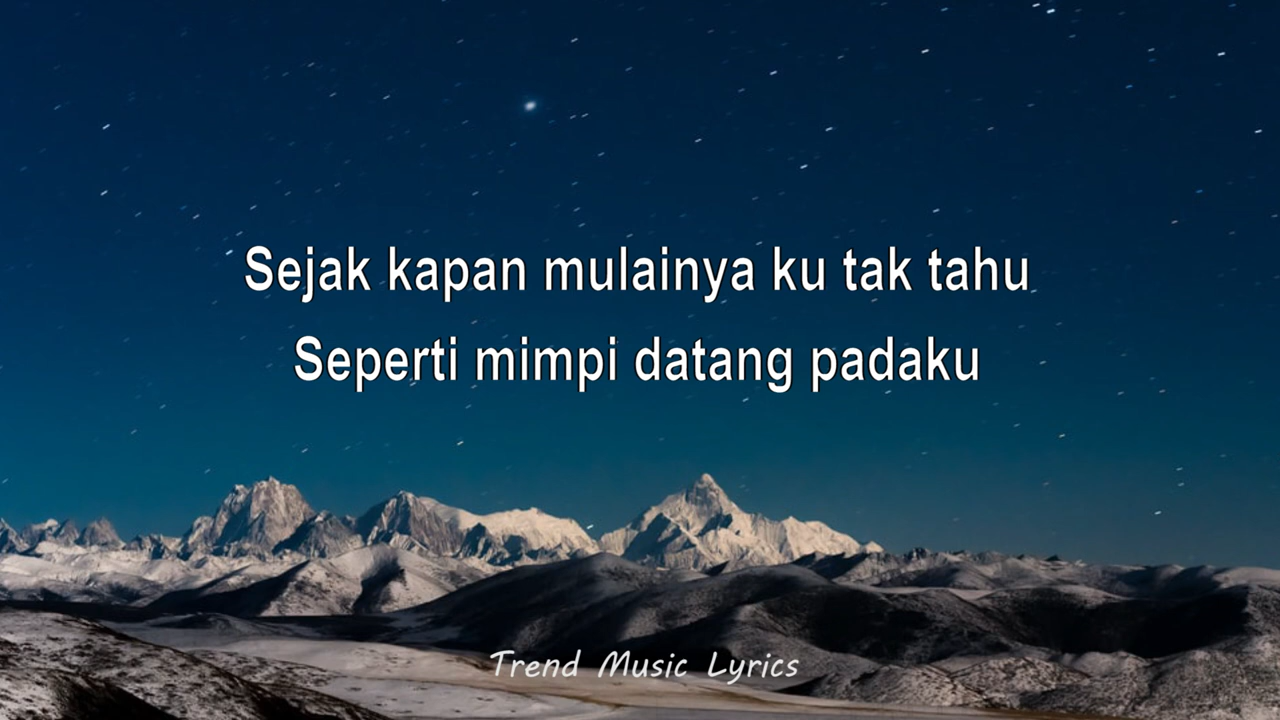 Sejak kapan mulainya ku tak tahu
Seperti mimpi datang padaku
Trend Music Lyrics